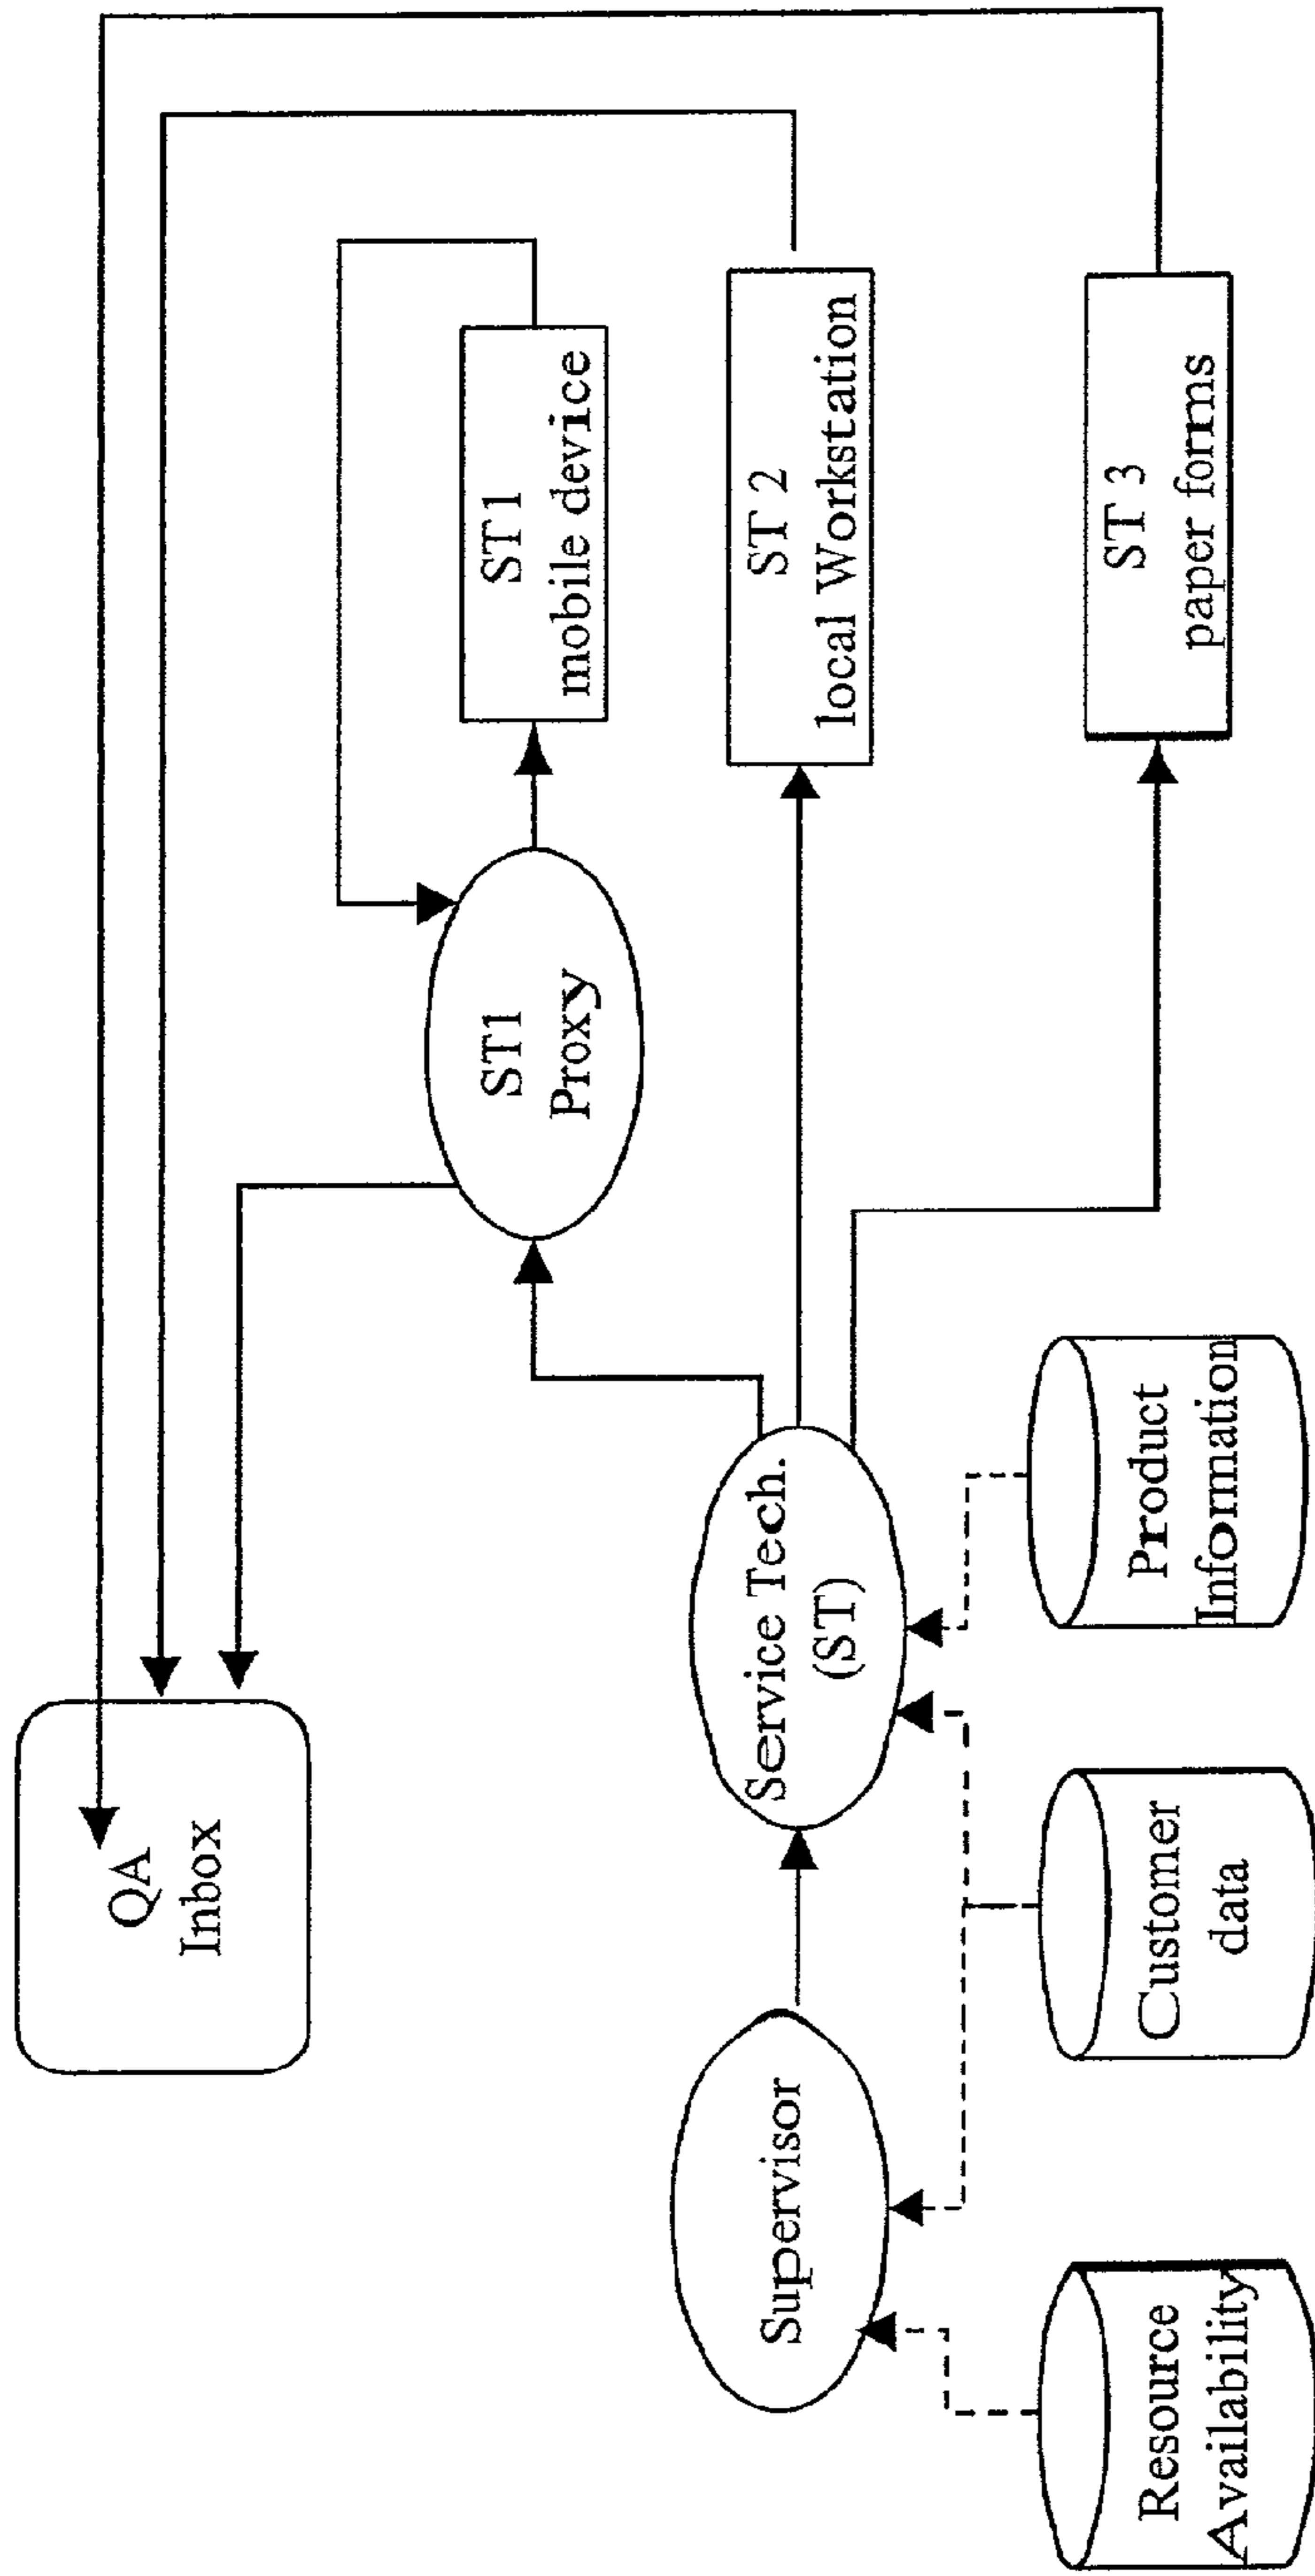 QA
Inbox
ST1
Proxy
ST1
mobile device
Supervisor
Service Tech.
(ST)
ST 2
local Workstation
ST 3
paper forms
Resource
Availability
Customer
data
Product
Information